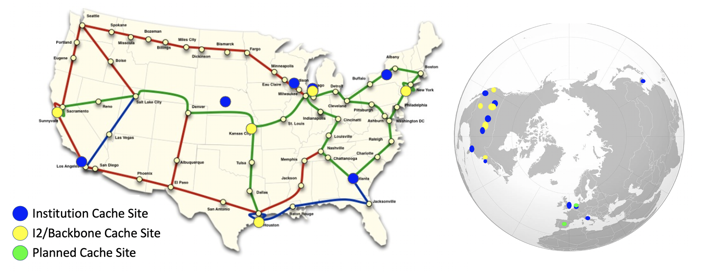 Seattle
Spokane
Missoula
Bozeman
Billings
Miles City
Dickinson
Bismarck
Fargo
Minneapolis
Eau Claire
Milwaukee
Portland
Eugene
Boise
Salt Lake City
Reno
Sacramento
Sunnyvale
Las Vegas
Los Angeles
San Diego
Phoenix
El Paso
Albuquerque
Denver
Kansas City
Tulsa
Dallas
San Antonio
Houston
Baton Rouge
Jackson
Memphis
Nashville
Chattanooga
Louisville
Cincinnati
Indianapolis
St. Louis
Detroit
Cleveland
Buffalo
Albany
Boston
New York
Philadelphia
Washington DC
Ashburn
Pittsburgh
Raleigh
Charlotte
Atlanta
Jacksonville
Institution Cache Site
I2/Backbone Cache Site
Planned Cache Site